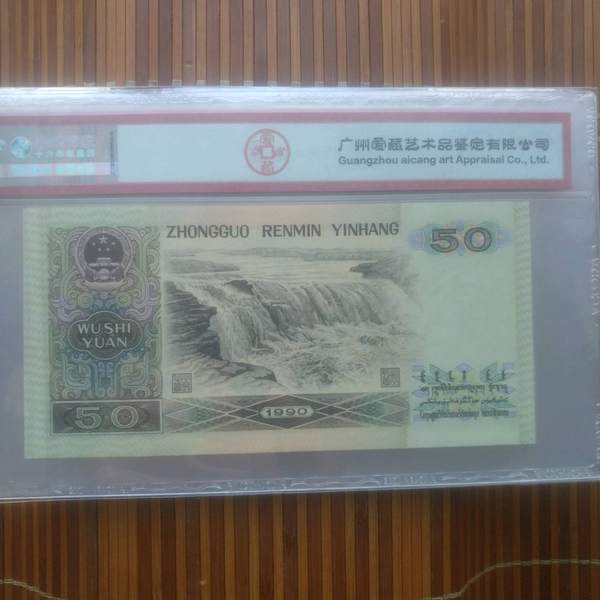 广州爱藏艺术品鉴定有限公司
Guangzhou aicang art Appraisal Co., Ltd.
ZHONGGUO RENMIN YINHANG
50
WU SHI
YUAN
50
1990